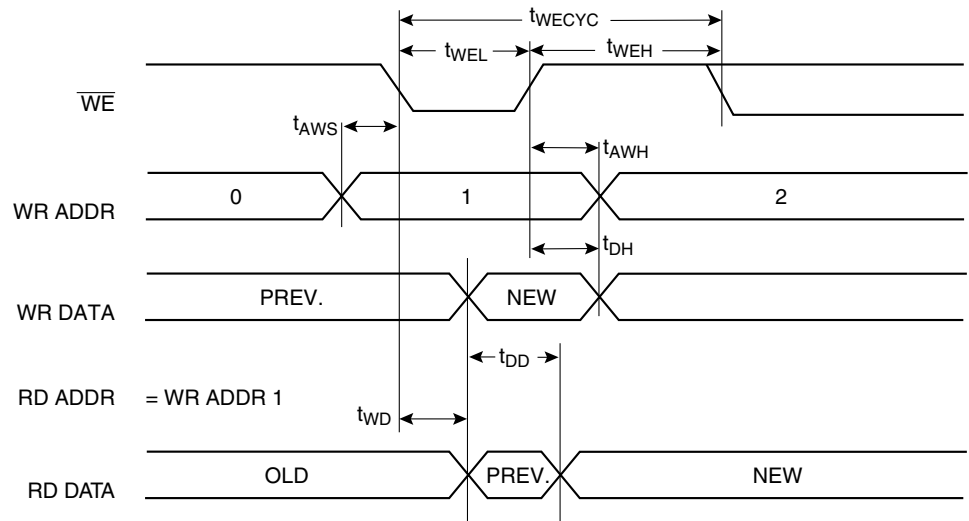 tWECYC
tWEL
tWEH
WE
tAWS
tAWH
WR ADDR
0
1
2
tDH
WR DATA
PREV.
NEW
tDD
RD ADDR = WR ADDR 1
tWD
RD DATA
OLD
PREV.
NEW